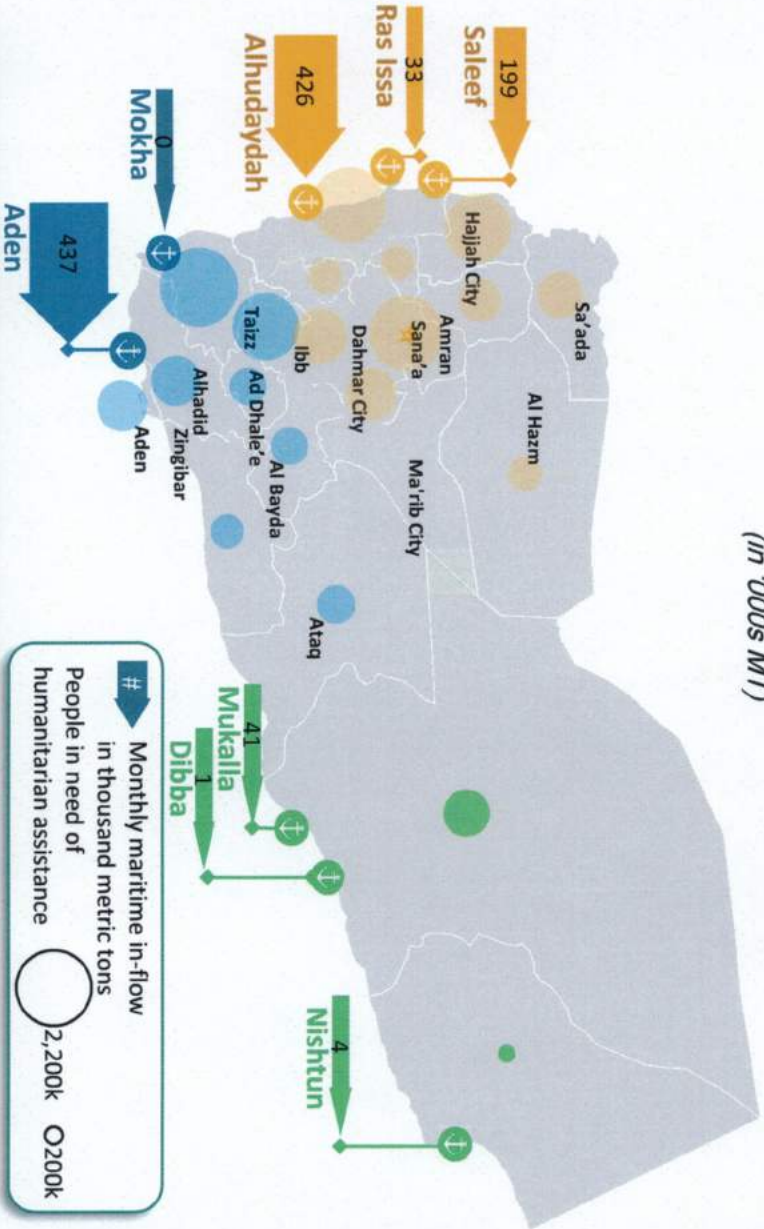 (in '000s MT)
Sa'ada
Al Hazm
199
Saleef
Hajjah City
33
Ras Issa
Amran
Sana'a
Ma'rib City
426
Alhudaydah
Dahmar City
Ibb
Ataq
Taizz
Ad Dhale'e
Al Bayda
0
Mokha
Alhadid
Zingibar
Aden
437
Aden
41
Mukalla
1
Dibba
4
Nishtun
# Monthly maritime in-flow
in thousand metric tons
People in need of
humanitarian assistance
2,200k
200k